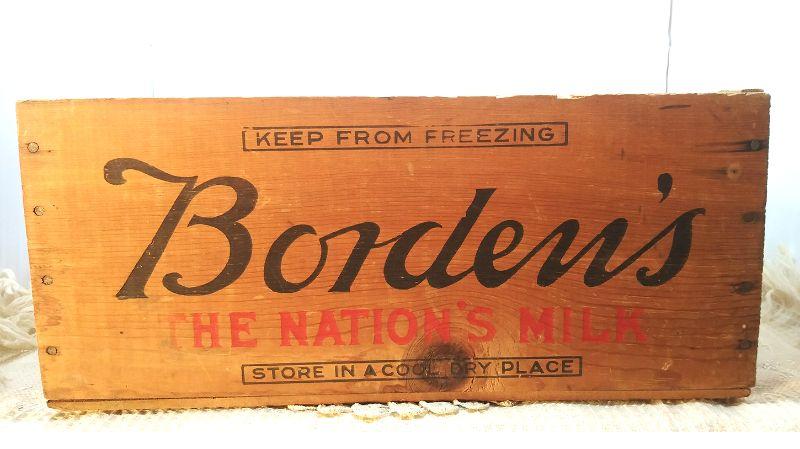 KEEP FROM FREEZING
Borden's
THE NATION'S MILK
STORE IN A COOL DRY PLACE